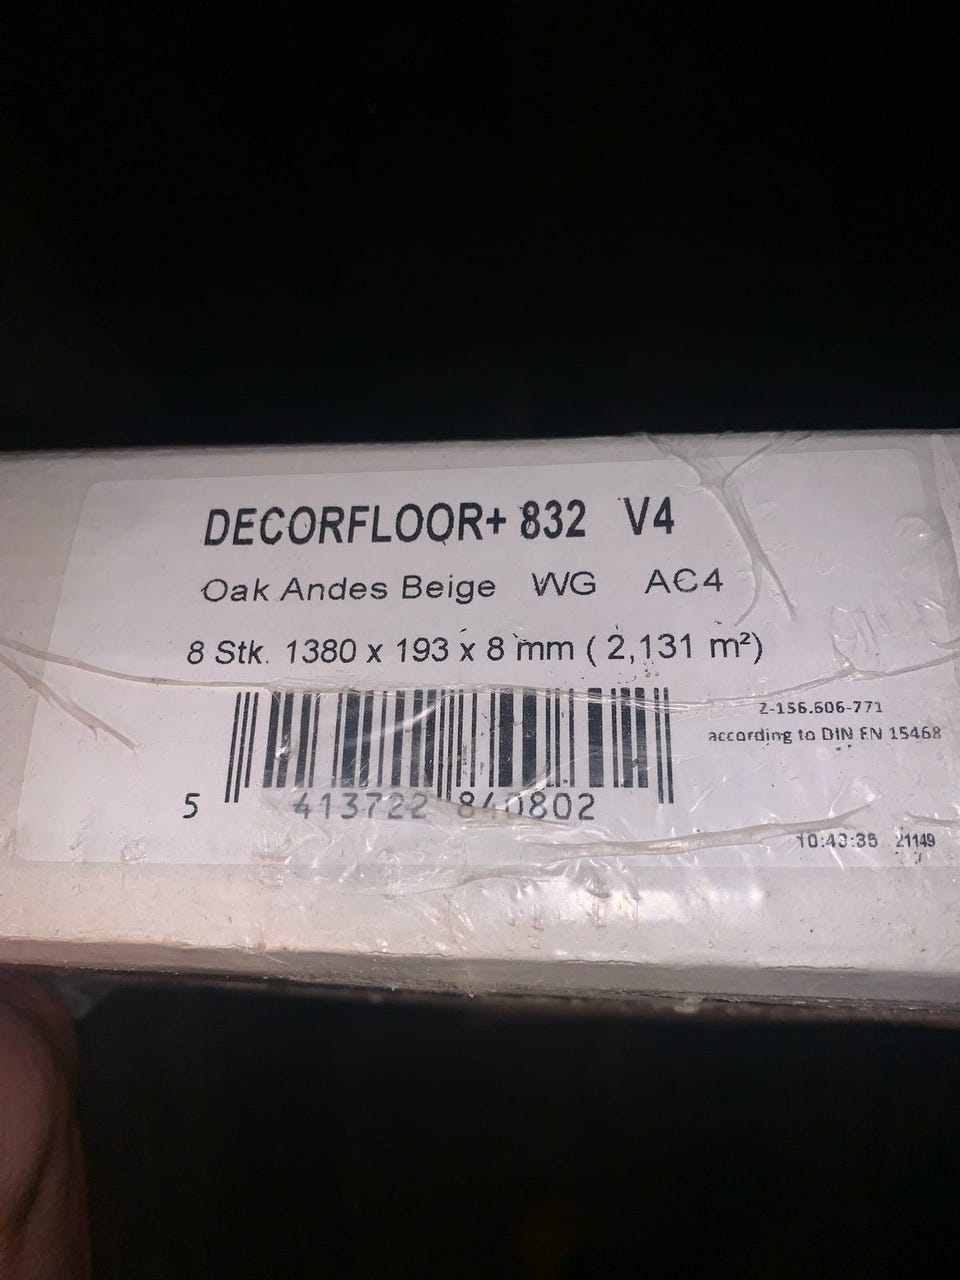 DECORFLOOR+ 832 V4
Oak Andes Beige WG AC4
8 Stk. 1380 x 193 x 8 mm ( 2,131 m²)
Z-156.606-771
according to DIN EN 15468
5 413722 840802
10:43:35 21149